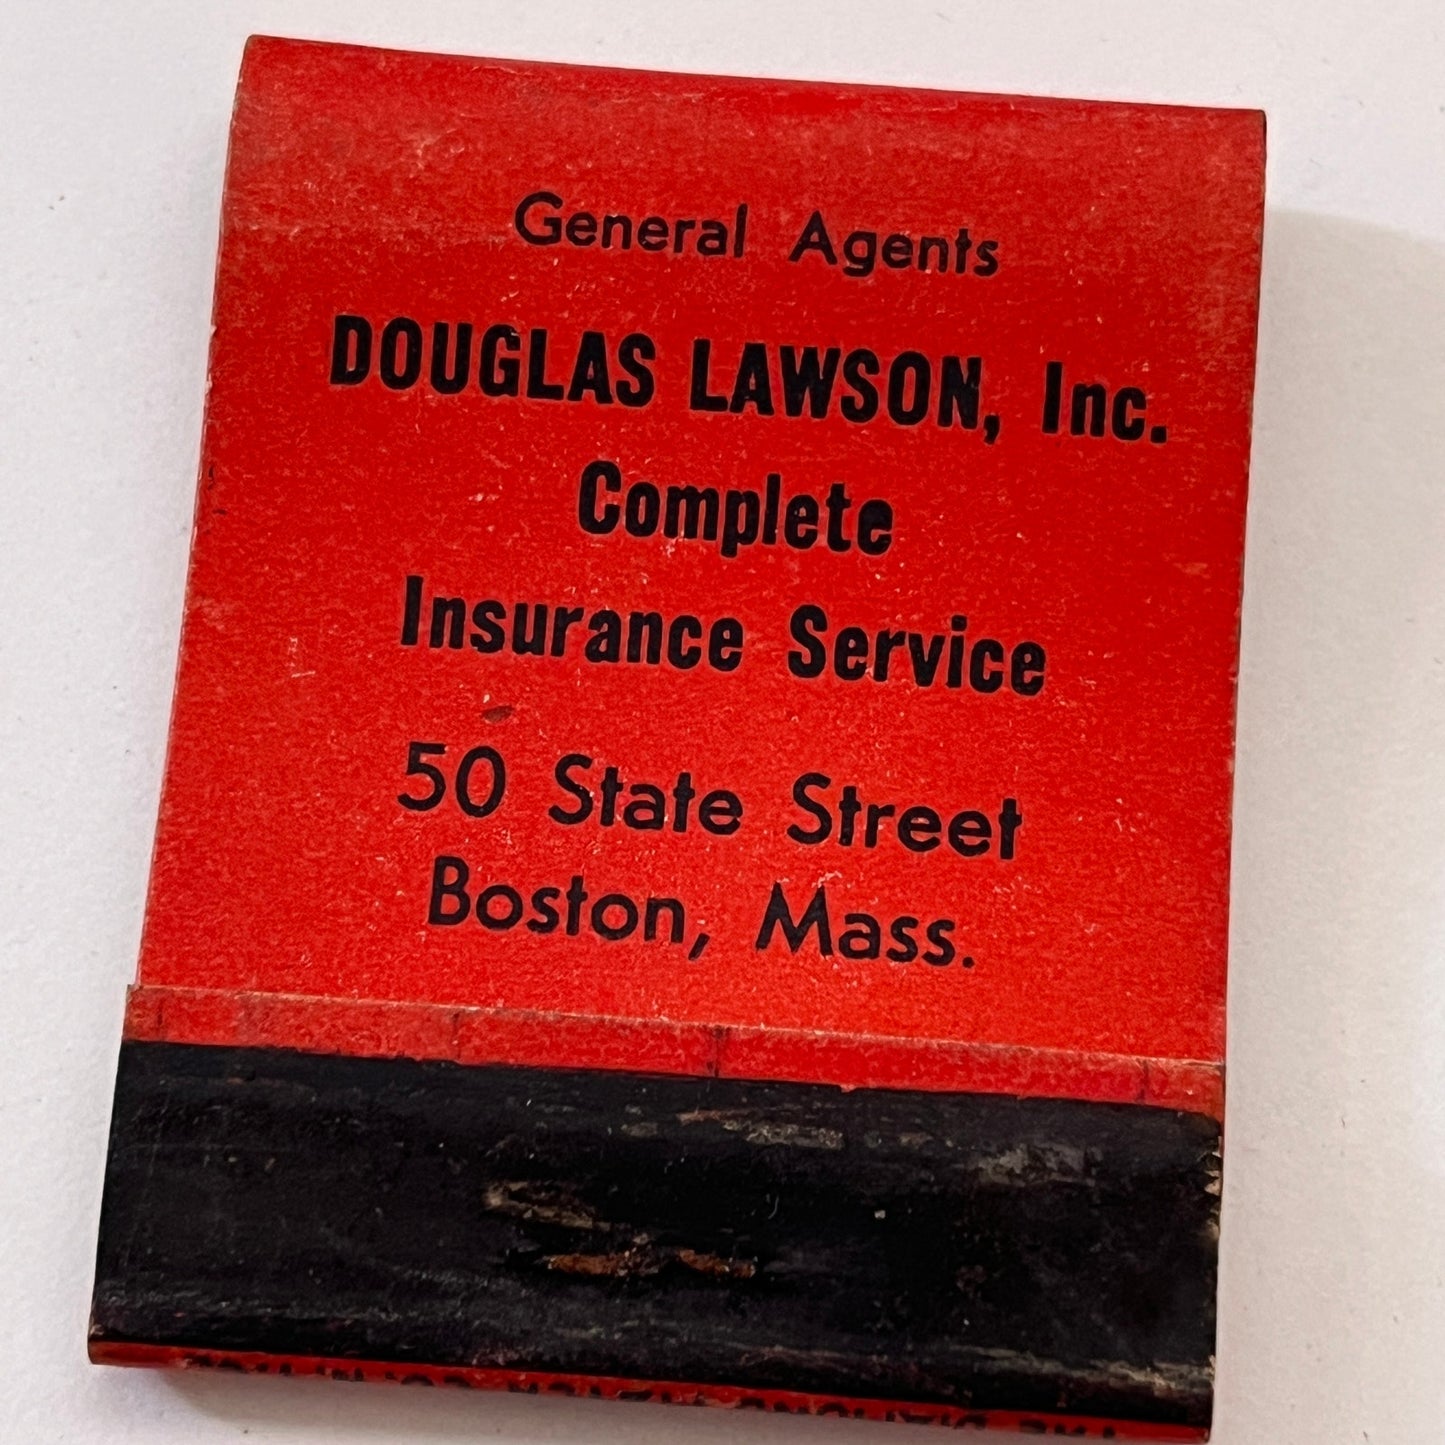 General Agents
DOUGLAS LAWSON, Inc.
Complete
Insurance Service
50 State Street
Boston, Mass.